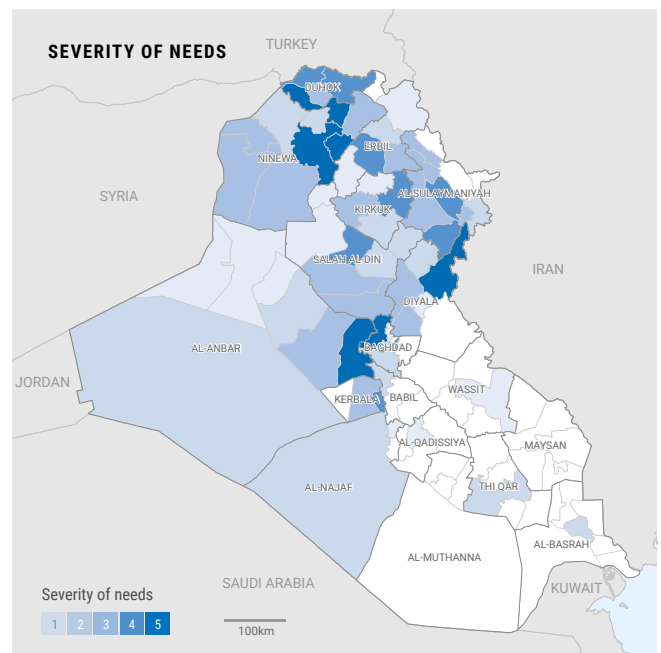 SEVERITY OF NEEDS
TURKEY
DUHOK
NINEWA
ERBIL
SYRIA
AL-SULAYMANIYAH
KIRKUK
SALAH AL-DIN
IRAN
DIYALA
AL-ANBAR
BAGHDAD
JORDAN
KERBALA
BABIL
WASSIT
AL-QADISSIYA
MAYSAN
AL-NAJAF
THI QAR
AL-BASRAH
AL-MUTHANNA
SAUDI ARABIA
KUWAIT
Severity of needs
1 2 3 4 5
100km